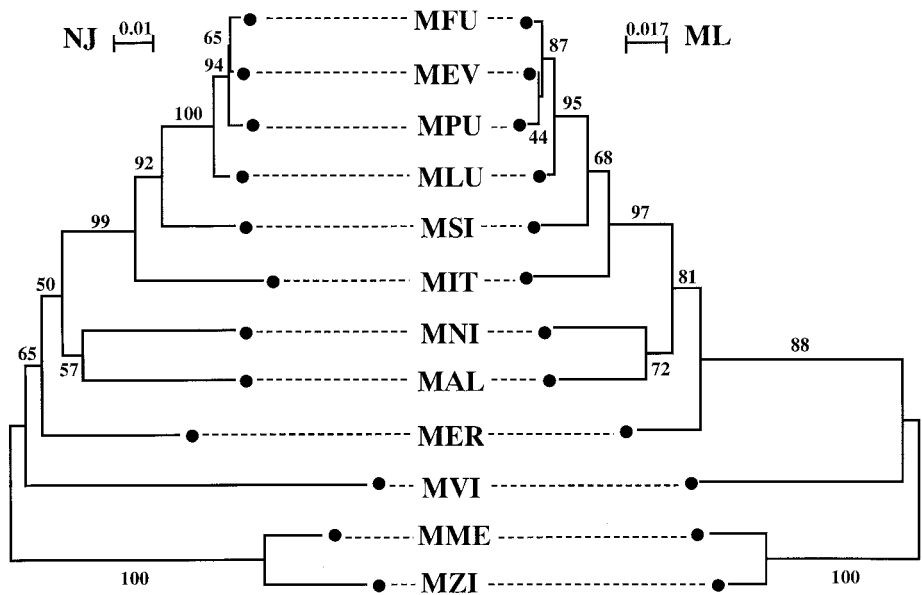 NJ 0.01 MFU 0.017 ML
65 87
94 MEV
100 MPU 44 95
92 MLU 68
99 MSI 97
50 MIT 81
MNI 88
65 57 MAL 72
MER
MVI
MME
100 MZI 100